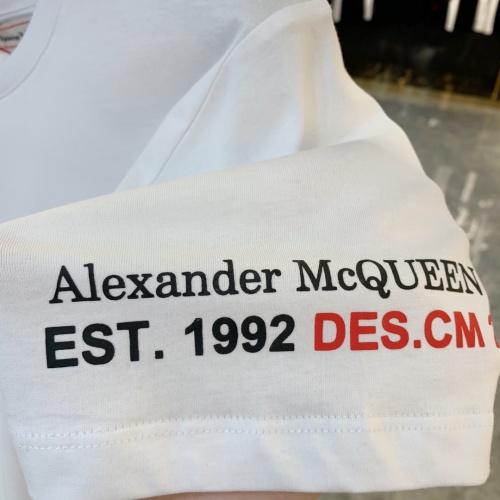 Alexander McQUEEN
EST. 1992 DES.CM